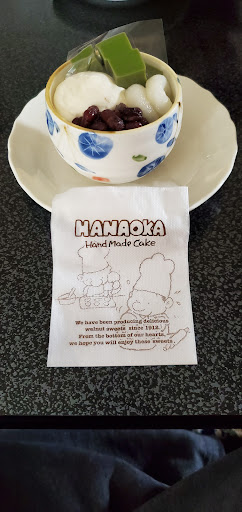 HANAOKA
Hand Made Cake
We have been producing delicious
walnut sweets since 1912.
From the bottom of our hearts,
we hope you will enjoy these sweets.